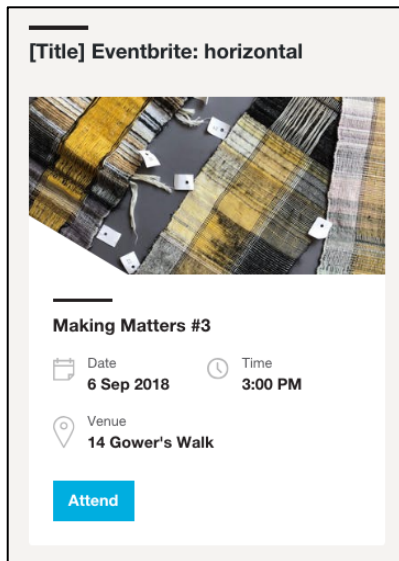 [Title] Eventbrite: horizontal
Making Matters #3
Date
6 Sep 2018
Time
3:00 PM
Venue
14 Gower's Walk
Attend